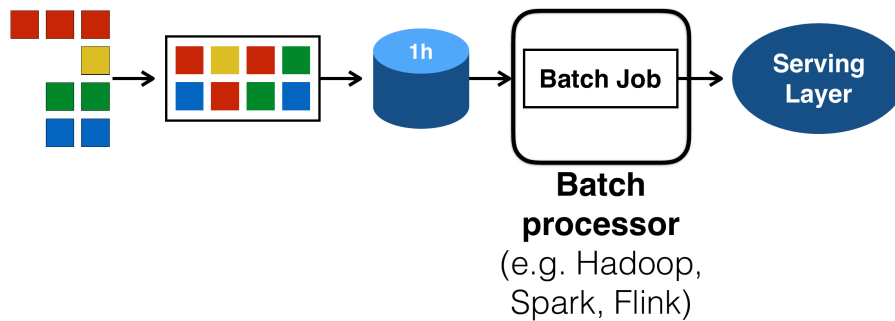 1h
Batch Job
Serving
Layer
Batch
processor
(e.g. Hadoop,
Spark, Flink)